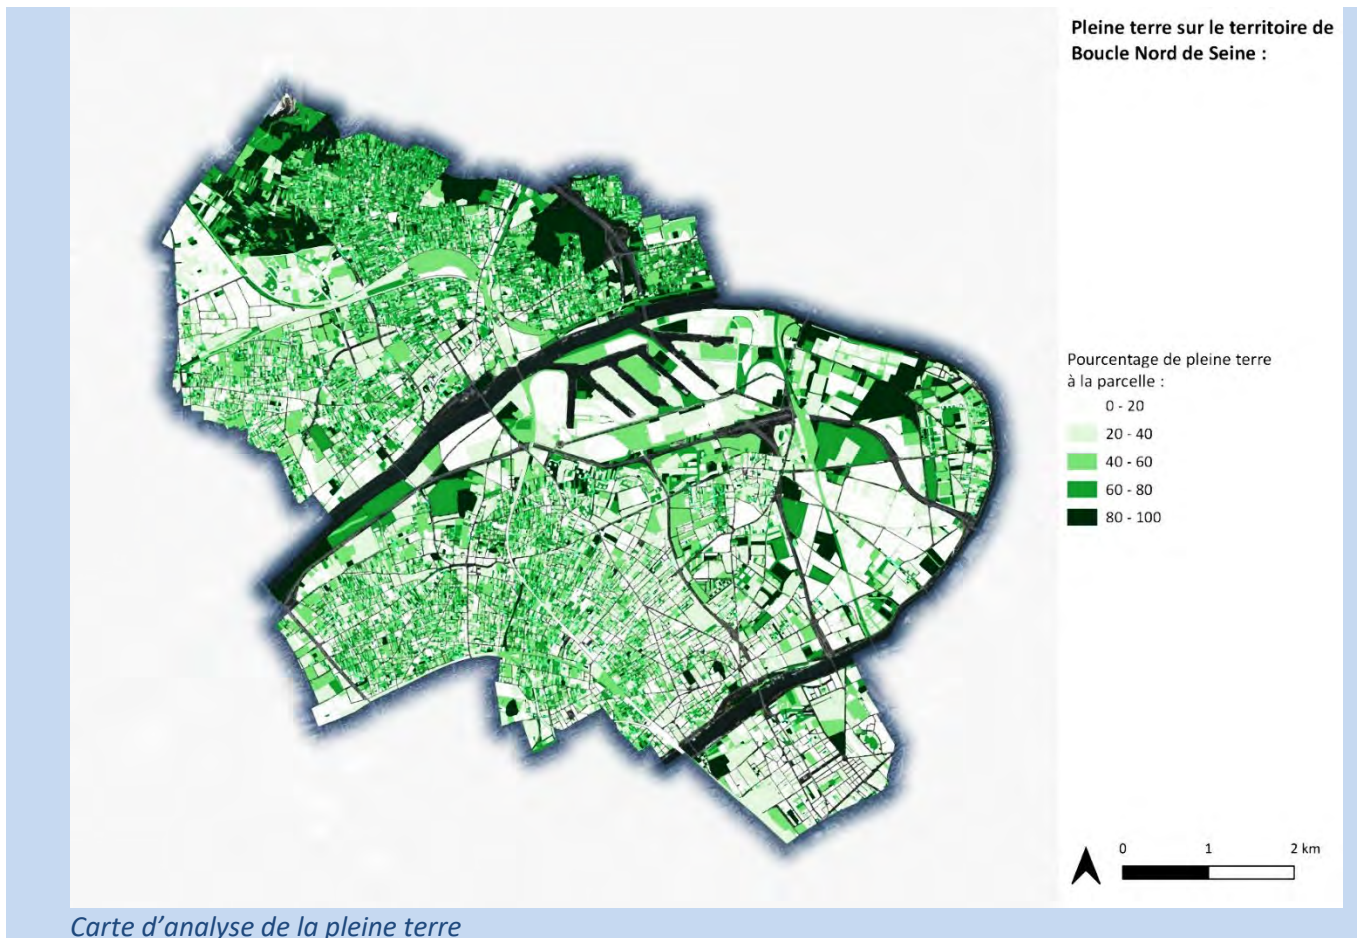 Pleine terre sur le territoire de
Boucle Nord de Seine :
Pourcentage de pleine terre
à la parcelle :
0 - 20
20 - 40
40 - 60
60 - 80
80 - 100
0 1 2 km
Carte d'analyse de la pleine terre